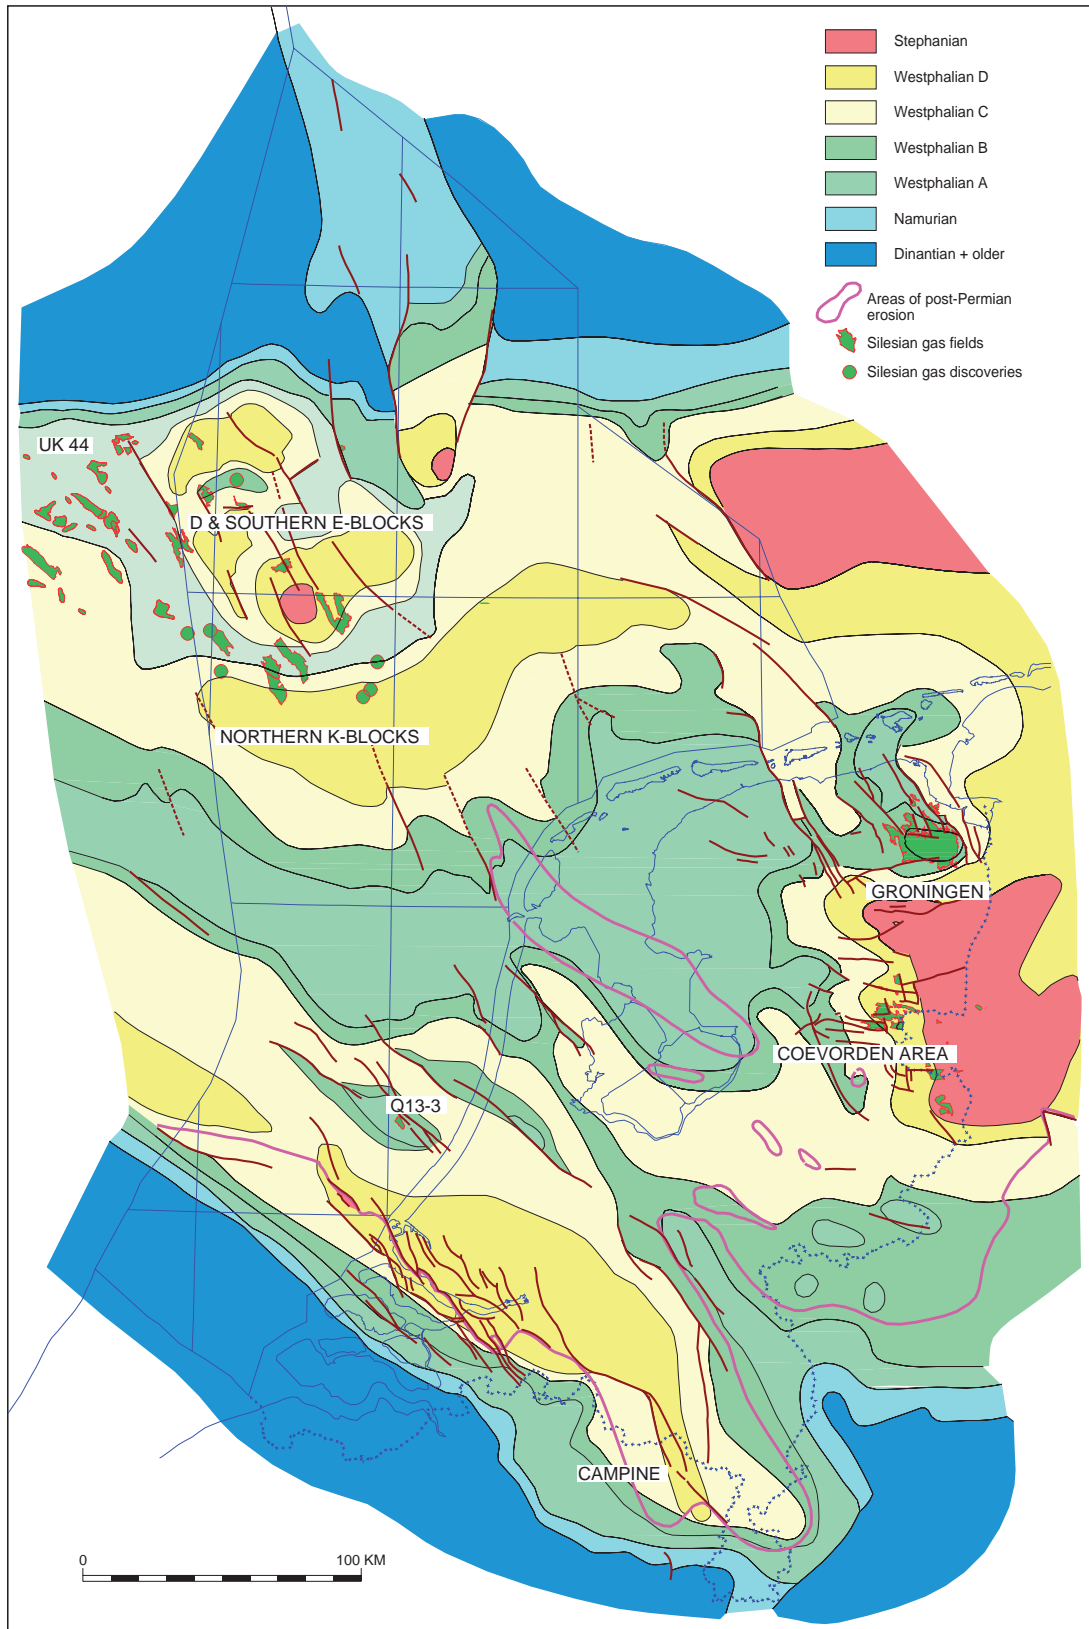 Stephanian
Westphalian D
Westphalian C
Westphalian B
Westphalian A
Namurian
Dinantian + older
Areas of post-Permian
erosion
Silesian gas fields
Silesian gas discoveries
UK 44
D & SOUTHERN E-BLOCKS
NORTHERN K-BLOCKS
GRONINGEN
COEVORDEN AREA
Q13-3
CAMPINE
0 100 KM